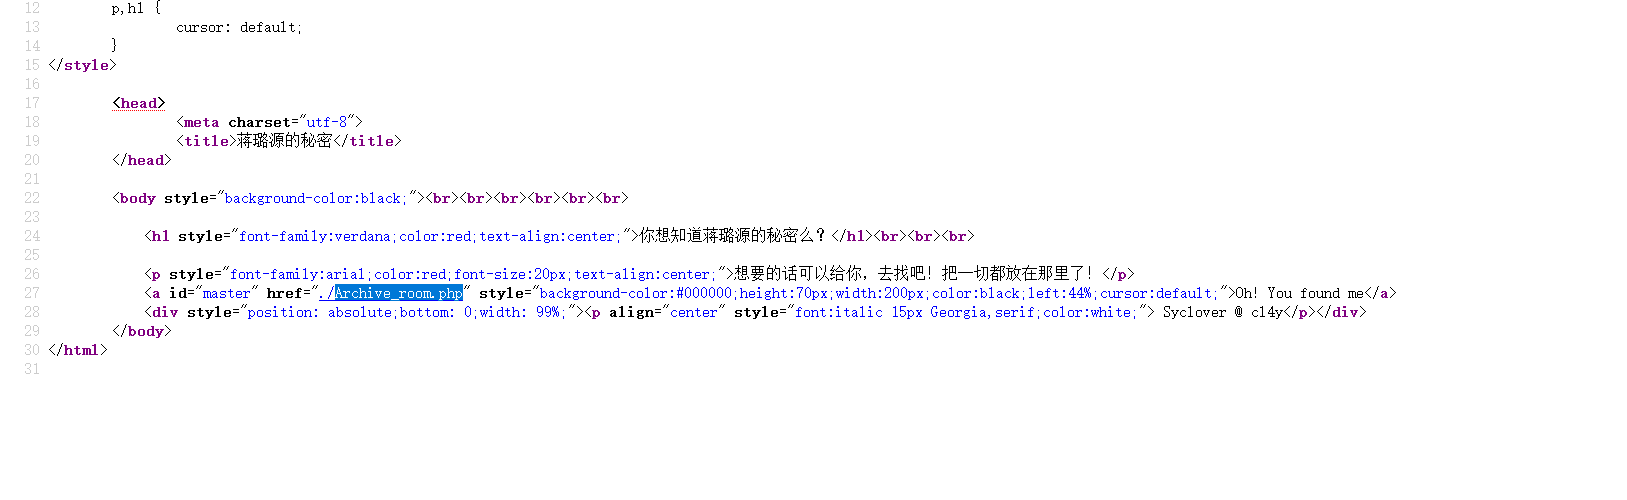 12 p,h1 {
13 cursor: default;
14 }
15 </style>
16
17 <head>
18 <meta charset="utf-8">
19 <title>蒋璐源的秘密</title>
20 </head>
21
22 <body style="background-color:black;"><br><br><br><br><br><br>
23
24 <h1 style="font-family:verdana;color:red;text-align:center;">你想知道蒋璐源的秘密么？</h1><br><br><br>
25
26 <p style="font-family:arial;color:red;font-size:20px;text-align:center;">想要的话可以给你，去找吧！把一切都放在那里了！</p>
27 <a id="master" href="./Archive_room.php" style="background-color:#000000;height:70px;width:200px;color:black;left:44%;cursor:default;">Oh! You found me</a>
28 <div style="position: absolute;bottom: 0;width: 99%;"><p align="center" style="font:italic 15px Georgia,serif;color:white;"> Syclover @ cl4y</p></div>
29 </body>
30 </html>
31